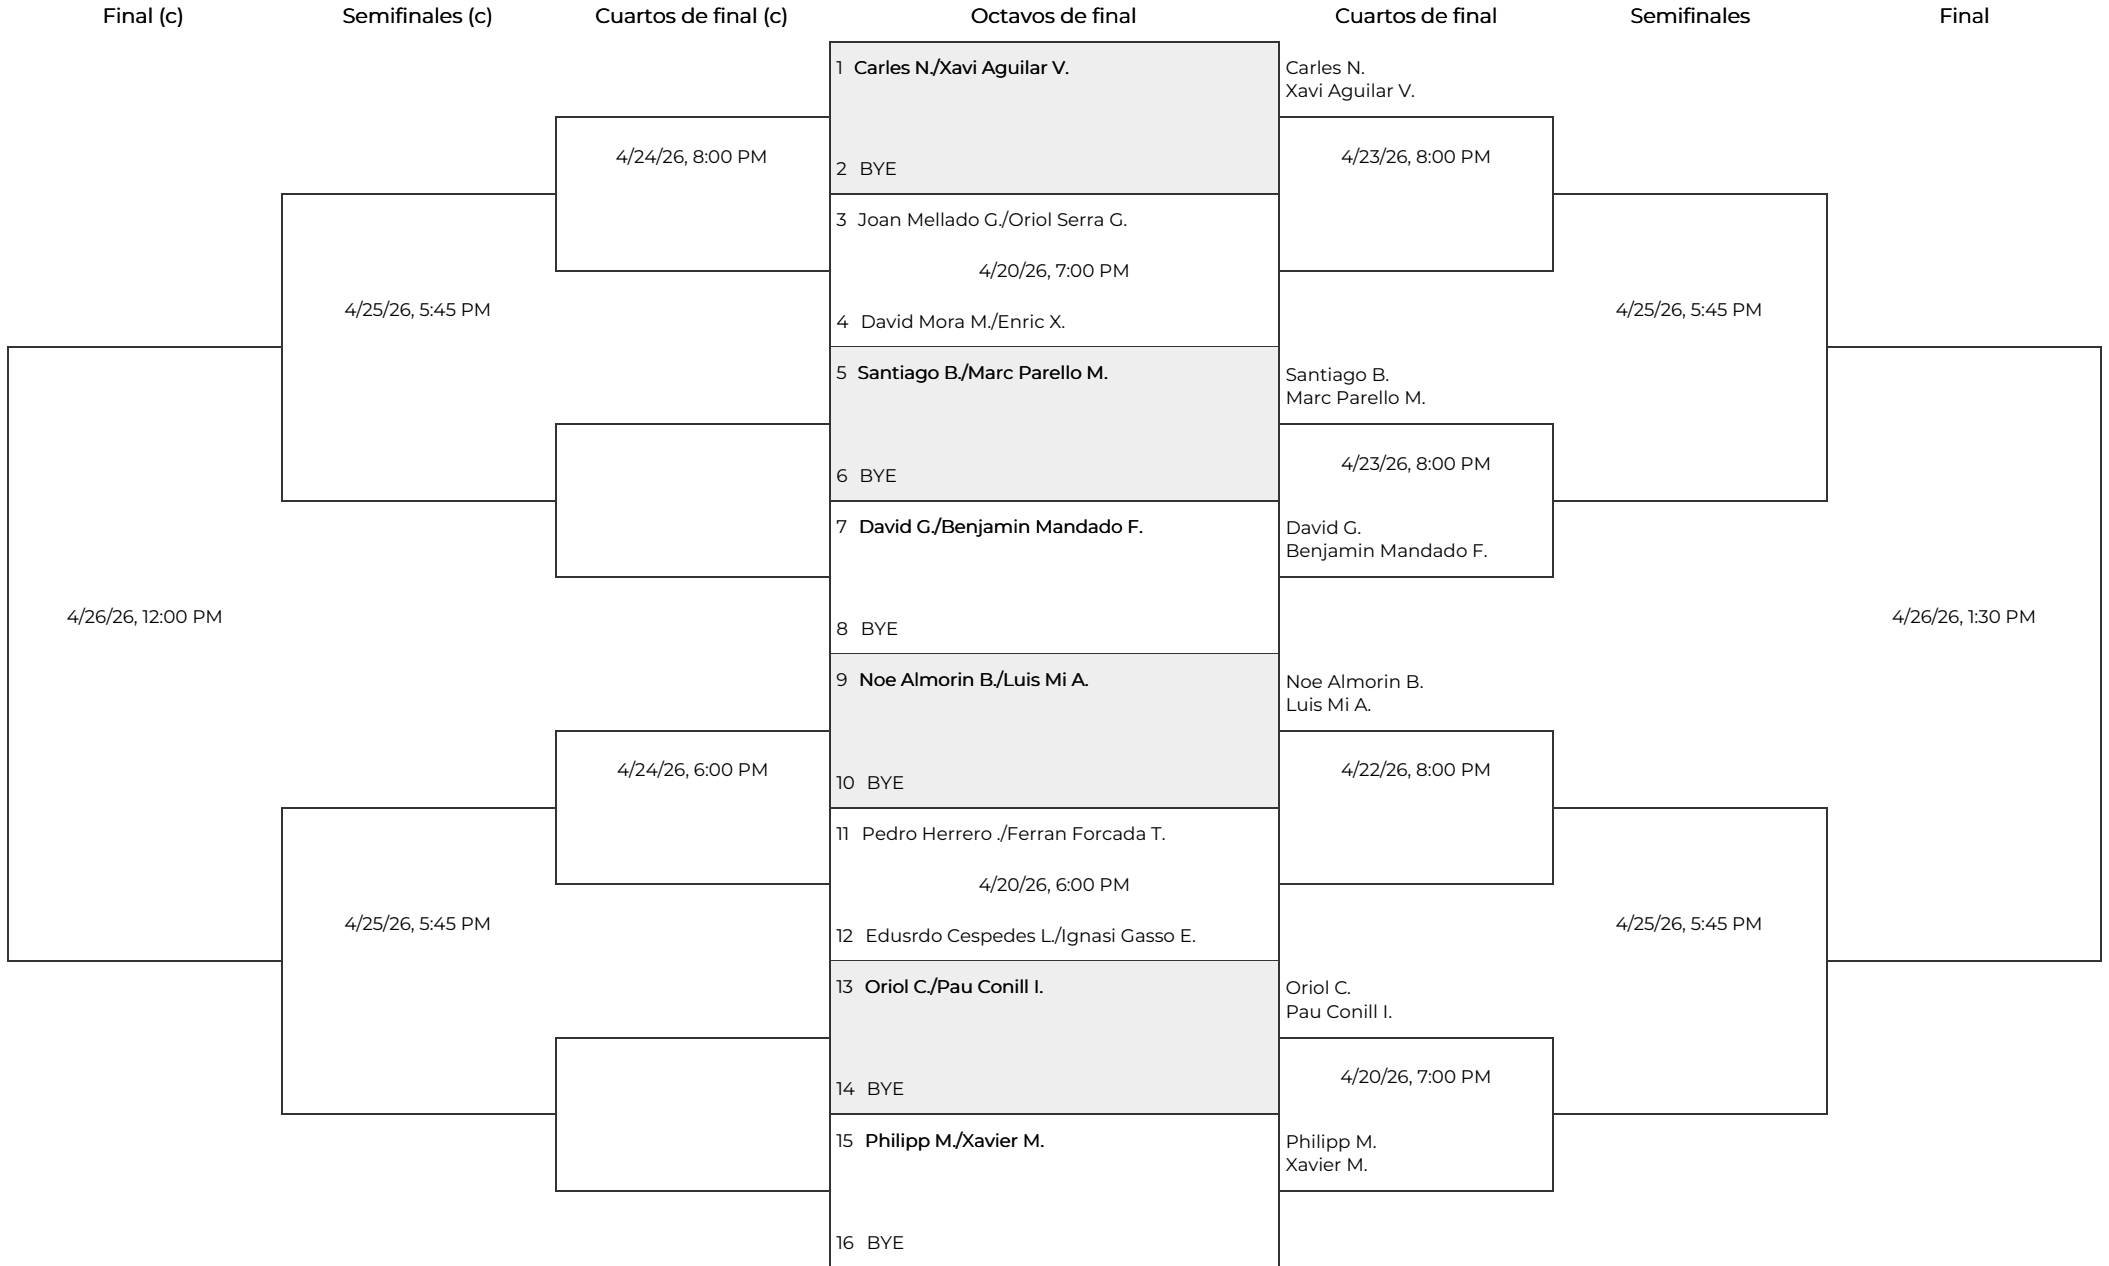 Final (c)
Semifinales (c)
Cuartos de final (c)
Octavos de final
Cuartos de final
Semifinales
Final
1 Carles N./Xavi Aguilar V.
2 BYE
3 Joan Mellado G./Oriol Serra G.
4/20/26, 7:00 PM
4 David Mora M./Enric X.
5 Santiago B./Marc Parello M.
6 BYE
7 David G./Benjamin Mandado F.
8 BYE
9 Noe Almorin B./Luis Mi A.
10 BYE
11 Pedro Herrero ./Ferran Forcada T.
4/20/26, 6:00 PM
12 Edusrdo Cespedes L./Ignasi Gasso E.
13 Oriol C./Pau Conill I.
14 BYE
15 Philipp M./Xavier M.
16 BYE
4/24/26, 8:00 PM
4/24/26, 6:00 PM
4/25/26, 5:45 PM
4/25/26, 5:45 PM
4/26/26, 12:00 PM
Carles N.
Xavi Aguilar V.
4/23/26, 8:00 PM
Santiago B.
Marc Parello M.
4/23/26, 8:00 PM
David G.
Benjamin Mandado F.
Noe Almorin B.
Luis Mi A.
4/22/26, 8:00 PM
Oriol C.
Pau Conill I.
4/20/26, 7:00 PM
Philipp M.
Xavier M.
4/25/26, 5:45 PM
4/25/26, 5:45 PM
4/26/26, 1:30 PM